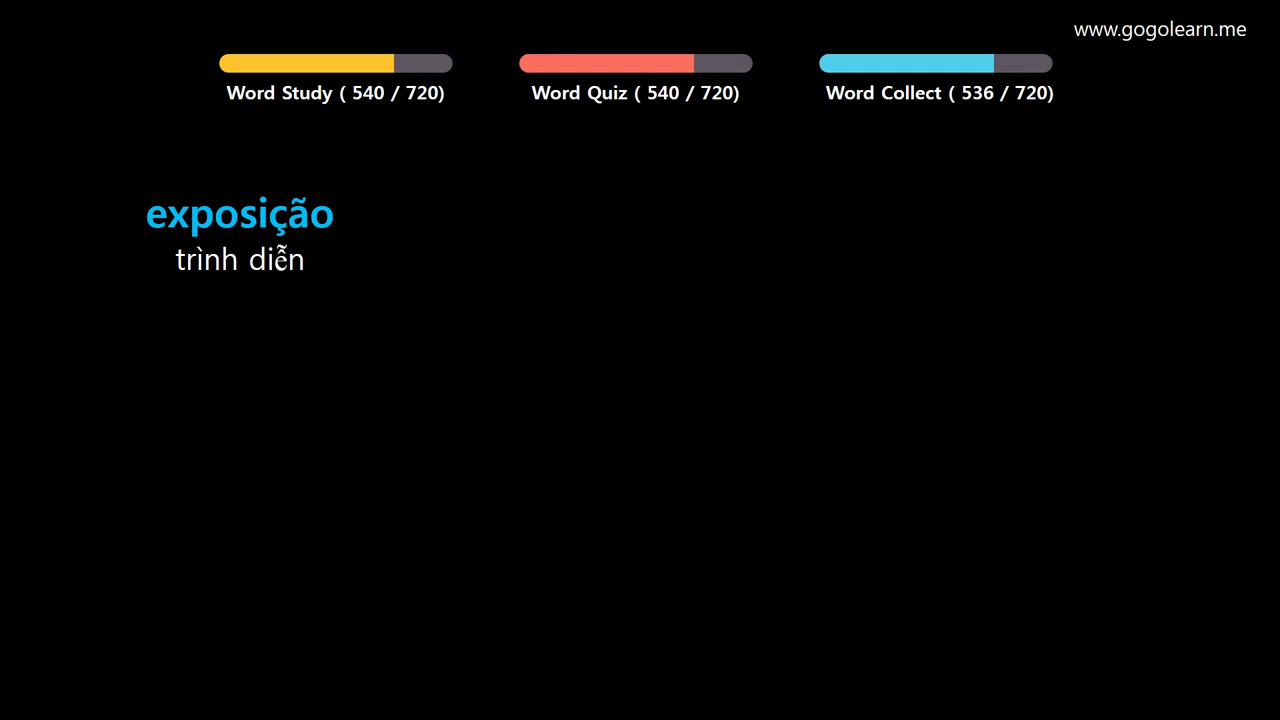 www.gogolearn.me
Word Study ( 540 / 720)
Word Quiz ( 540 / 720)
Word Collect ( 536 / 720)
exposição
trình diễn